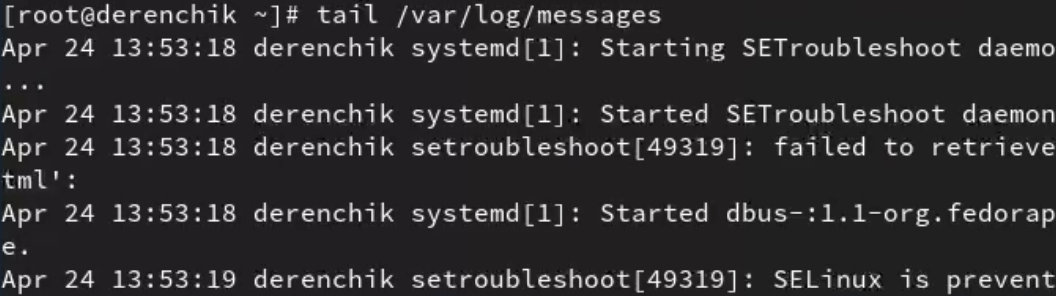 [root@derenchik ~]# tail /var/log/messages
Apr 24 13:53:18 derenchik systemd[1]: Starting SETroubleshoot daemo
...
Apr 24 13:53:18 derenchik systemd[1]: Started SETroubleshoot daemon
Apr 24 13:53:18 derenchik setroubleshoot[49319]: failed to retrieve
tml':
Apr 24 13:53:18 derenchik systemd[1]: Started dbus-:1.1-org.fedorap
e.
Apr 24 13:53:19 derenchik setroubleshoot[49319]: SELinux is prevent